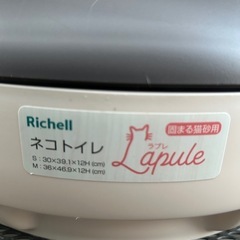 Richell
固まる猫砂用
ネコトイレ
ラプレ
Lapule
S：30×39.1×12H(cm)
M：36×46.9×12H(cm)